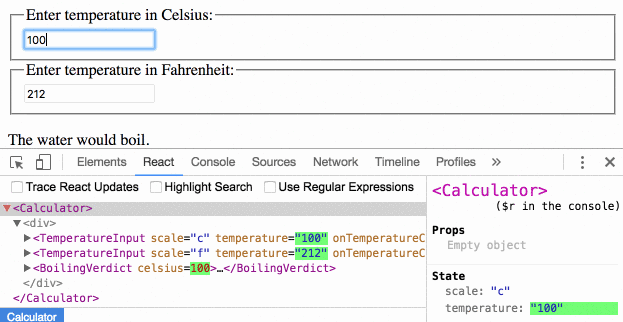 Enter temperature in Celsius:
100
Enter temperature in Fahrenheit:
212
The water would boil.
Elements React Console Sources Network Timeline Profiles »
Trace React Updates Highlight Search Use Regular Expressions
<Calculator>
<div>
<TemperatureInput scale="c" temperature="100" onTemperatureC
<TemperatureInput scale="f" temperature="212" onTemperatureC
<BoilingVerdict celsius=100>…</BoilingVerdict>
</div>
</Calculator>
Calculator
<Calculator>
($r in the console)
Props
Empty object
State
scale: "c"
temperature: "100"